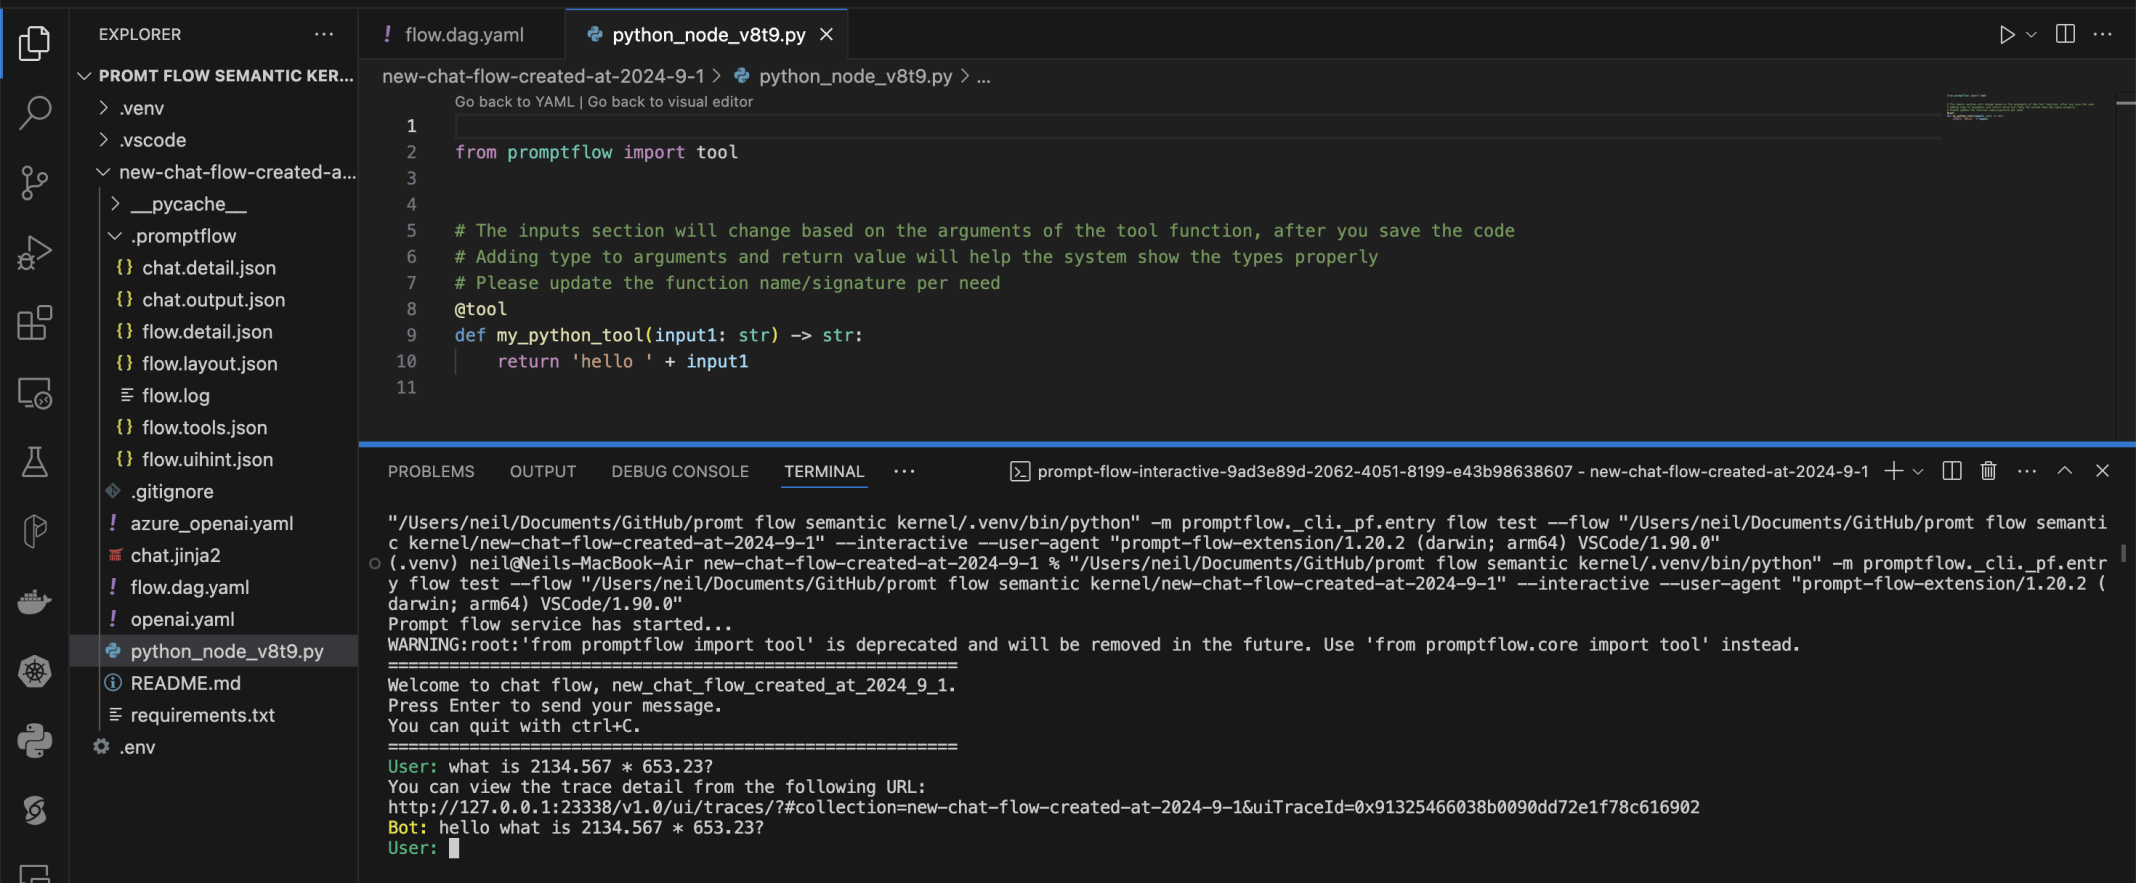 EXPLORER
PROMT FLOW SEMANTIC KER...
.venv
.vscode
new-chat-flow-created-a...
__pycache__
.promptflow
chat.detail.json
chat.output.json
flow.detail.json
flow.layout.json
flow.log
flow.tools.json
flow.uihint.json
.gitignore
azure_openai.yaml
chat.jinja2
flow.dag.yaml
openai.yaml
python_node_v8t9.py
README.md
requirements.txt
.env
flow.dag.yaml
python_node_v8t9.py
new-chat-flow-created-at-2024-9-1 > python_node_v8t9.py > ...
Go back to YAML | Go back to visual editor
1
2 from promptflow import tool
3
4
5 # The inputs section will change based on the arguments of the tool function, after you save the code
6 # Adding type to arguments and return value will help the system show the types properly
7 # Please update the function name/signature per need
8 @tool
9 def my_python_tool(input1: str) -> str:
10 return 'hello ' + input1
11
PROBLEMS OUTPUT DEBUG CONSOLE TERMINAL ... prompt-flow-interactive-9ad3e89d-2062-4051-8199-e43b98638607 - new-chat-flow-created-at-2024-9-1
"/Users/neil/Documents/GitHub/promt flow semantic kernel/.venv/bin/python" -m promptflow._cli._pf.entry flow test --flow "/Users/neil/Documents/GitHub/promt flow semanti
c kernel/new-chat-flow-created-at-2024-9-1" --interactive --user-agent "prompt-flow-extension/1.20.2 (darwin; arm64) VSCode/1.90.0"
(.venv) neil@Neils-MacBook-Air new-chat-flow-created-at-2024-9-1 % "/Users/neil/Documents/GitHub/promt flow semantic kernel/.venv/bin/python" -m promptflow._cli._pf.entr
y flow test --flow "/Users/neil/Documents/GitHub/promt flow semantic kernel/new-chat-flow-created-at-2024-9-1" --interactive --user-agent "prompt-flow-extension/1.20.2 (
darwin; arm64) VSCode/1.90.0"
Prompt flow service has started...
WARNING:root:'from promptflow import tool' is deprecated and will be removed in the future. Use 'from promptflow.core import tool' instead.
========================================================
Welcome to chat flow, new_chat_flow_created_at_2024_9_1.
Press Enter to send your message.
You can quit with ctrl+C.
========================================================
User: what is 2134.567 * 653.23?
You can view the trace detail from the following URL:
http://127.0.0.1:23338/v1.0/ui/traces/?#collection=new-chat-flow-created-at-2024-9-1&uiTraceId=0x91325466038b0090dd72e1f78c616902
Bot: hello what is 2134.567 * 653.23?
User: